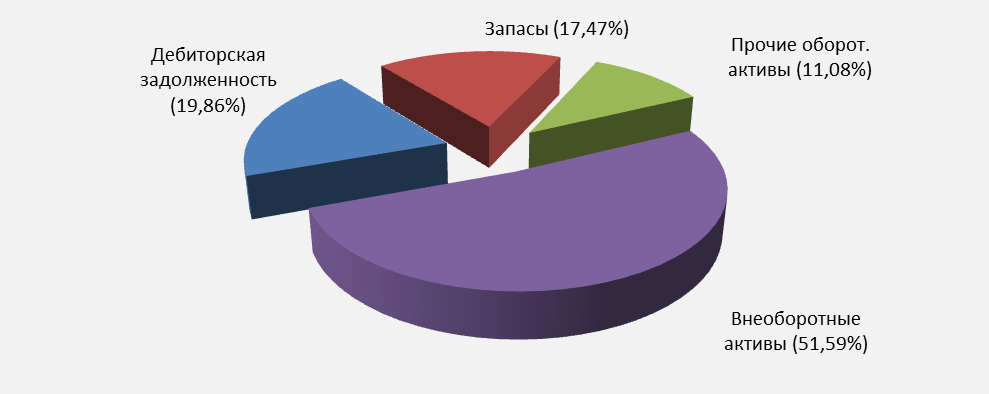 Запасы (17,47%)
Дебиторская
задолженность
(19,86%)
Прочие оборот.
активы (11,08%)
Внеоборотные
активы (51,59%)